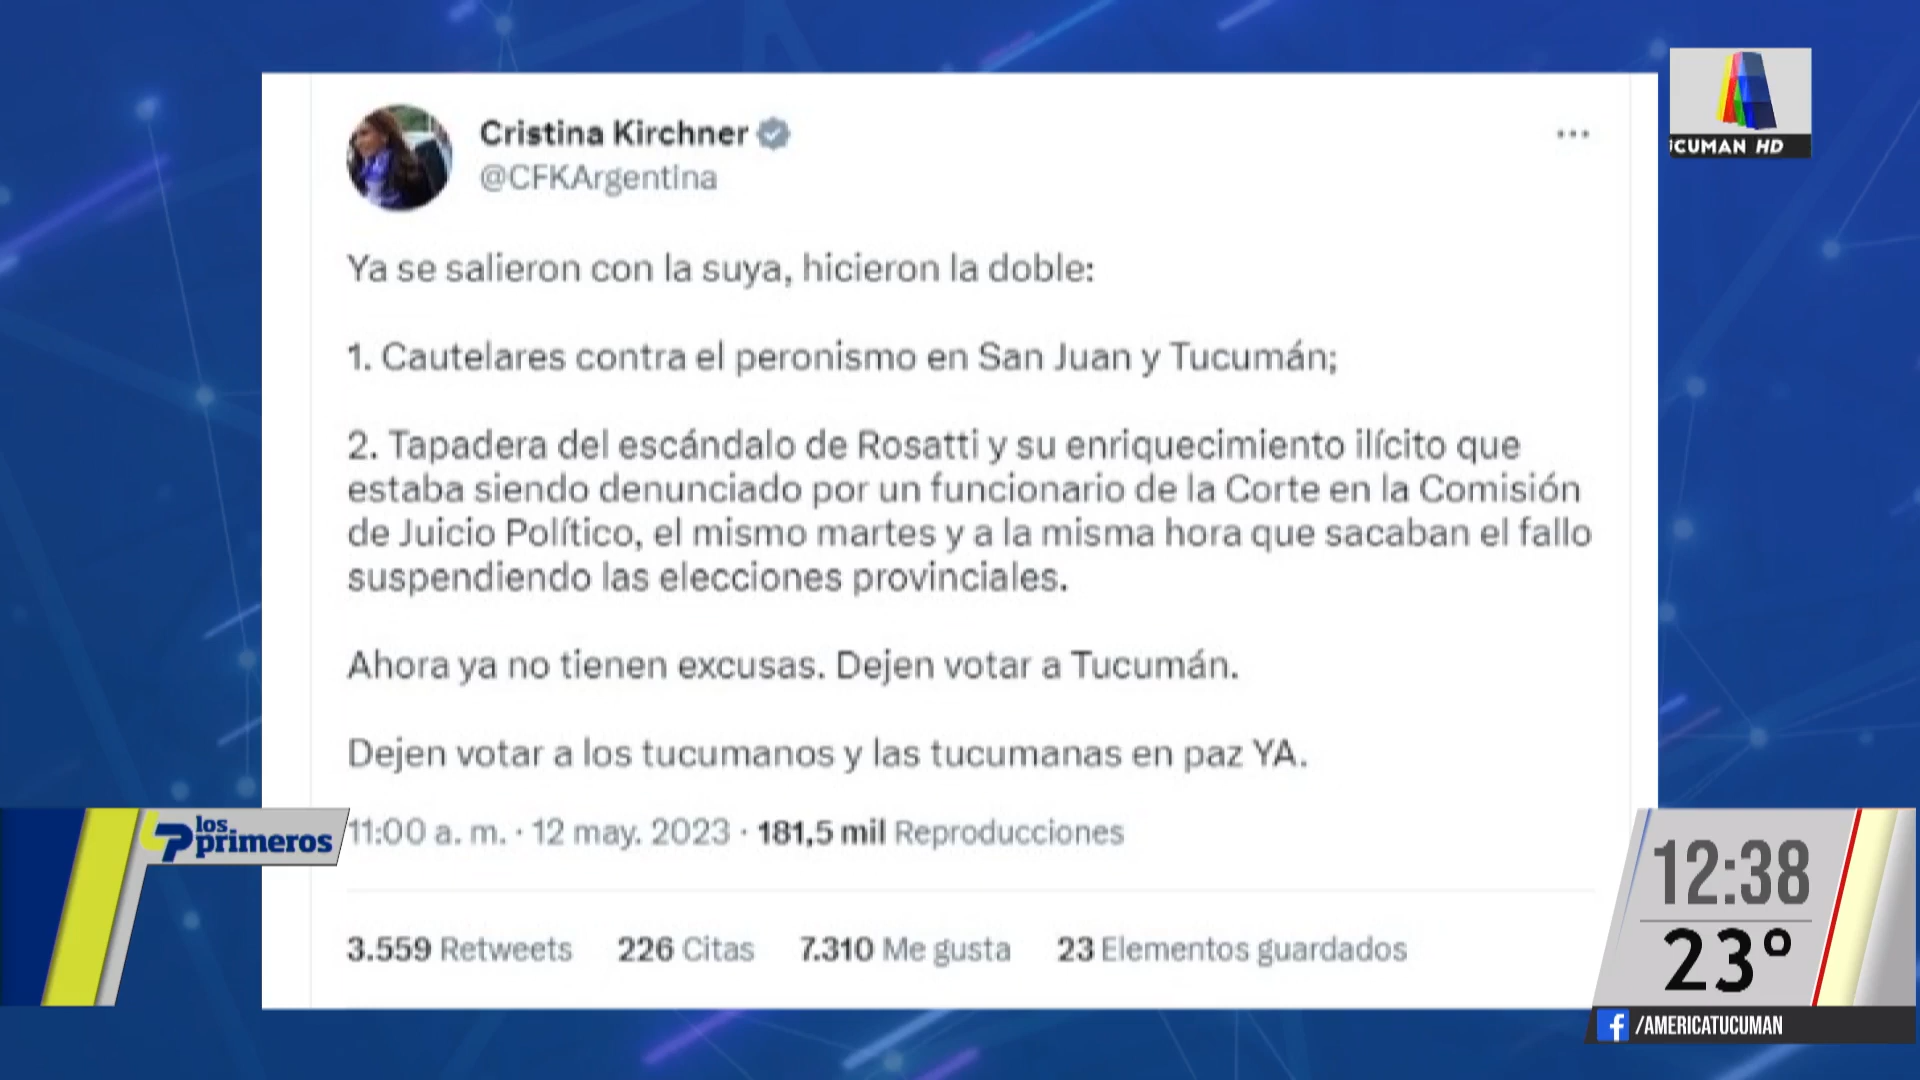 Cristina Kirchner
@CFKArgentina
Ya se salieron con la suya, hicieron la doble:
1. Cautelares contra el peronismo en San Juan y Tucumán;
2. Tapadera del escándalo de Rosatti y su enriquecimiento ilícito que
estaba siendo denunciado por un funcionario de la Corte en la Comisión
de Juicio Político, el mismo martes y a la misma hora que sacaban el fallo
suspendiendo las elecciones provinciales.
Ahora ya no tienen excusas. Dejen votar a Tucumán.
Dejen votar a los tucumanos y las tucumanas en paz YA.
11:00 a. m. · 12 may. 2023 · 181,5 mil Reproducciones
3.559 Retweets 226 Citas 7.310 Me gusta 23 Elementos guardados
UCUMAN HD
LP los primeros
12:38
23°
/AMERICATUCUMAN